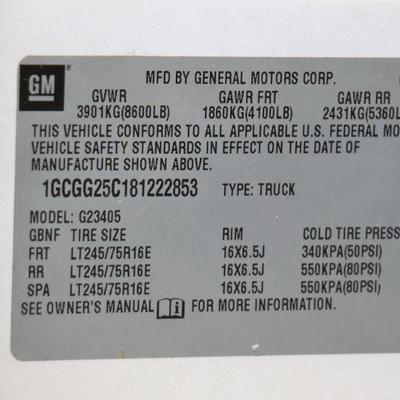 GM
MFD BY GENERAL MOTORS CORP.
GVWR GAWR FRT GAWR RR
3901KG(8600LB) 1860KG(4100LB) 2431KG(5360L
THIS VEHICLE CONFORMS TO ALL APPLICABLE U.S. FEDERAL MO
VEHICLE SAFETY STANDARDS IN EFFECT ON THE DATE OF
MANUFACTURE SHOWN ABOVE.
1GCGG25C181222853 TYPE: TRUCK
MODEL: G23405
GBNF TIRE SIZE RIM COLD TIRE PRESS
FRT LT245/75R16E 16X6.5J 340KPA(50PSI)
RR LT245/75R16E 16X6.5J 550KPA(80PSI)
SPA LT245/75R16E 16X6.5J 550KPA(80PSI)
SEE OWNER'S MANUAL FOR MORE INFORMATION.